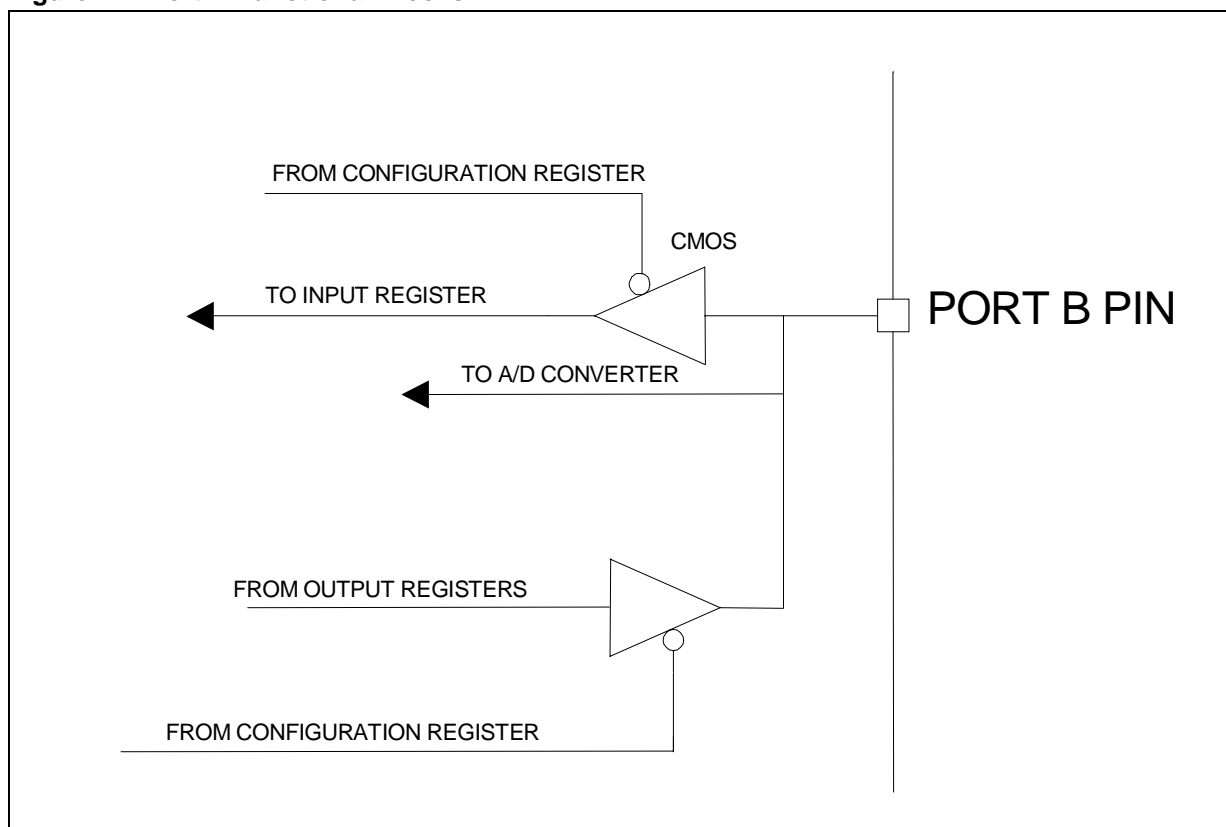 FROM CONFIGURATION REGISTER
CMOS
TO INPUT REGISTER
PORT B PIN
TO A/D CONVERTER
FROM OUTPUT REGISTERS
FROM CONFIGURATION REGISTER